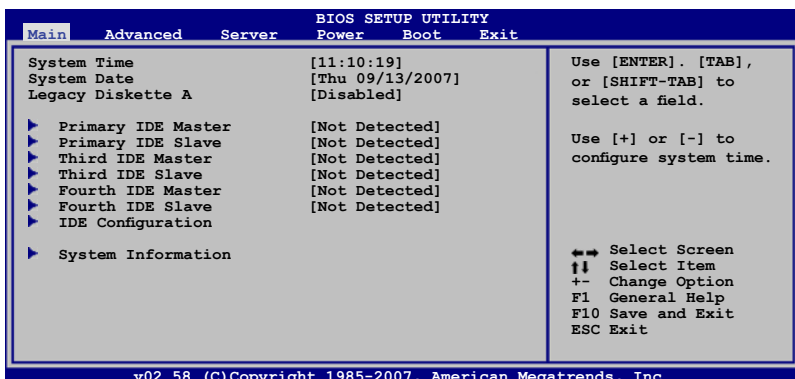 BIOS SETUP UTILITY
Main Advanced Server Power Boot Exit
System Time [11:10:19]
System Date [Thu 09/13/2007]
Legacy Diskette A [Disabled]
Primary IDE Master [Not Detected]
Primary IDE Slave [Not Detected]
Third IDE Master [Not Detected]
Third IDE Slave [Not Detected]
Fourth IDE Master [Not Detected]
Fourth IDE Slave [Not Detected]
IDE Configuration
System Information
Use [ENTER]. [TAB],
or [SHIFT-TAB] to
select a field.
Use [+] or [-] to
configure system time.
Select Screen
Select Item
+- Change Option
F1 General Help
F10 Save and Exit
ESC Exit
v02.58 (C)Copyright 1985-2007, American Megatrends, Inc.